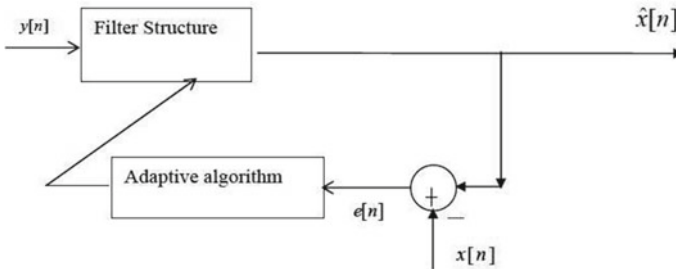 y[n]
Filter Structure
x̂[n]
Adaptive algorithm
e[n]
+
—
x[n]